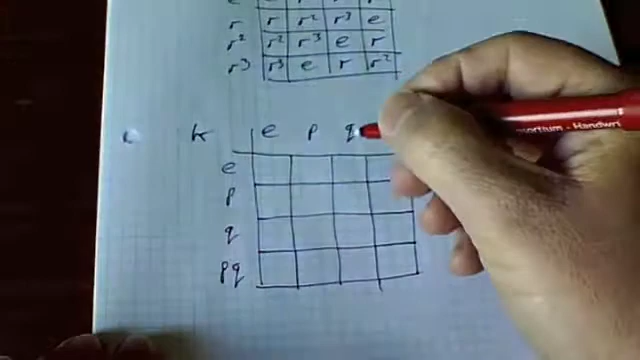 r r r² r³ e
r² r² r³ e r
r³ r³ e r r²
K e p q
e
p
q
pq